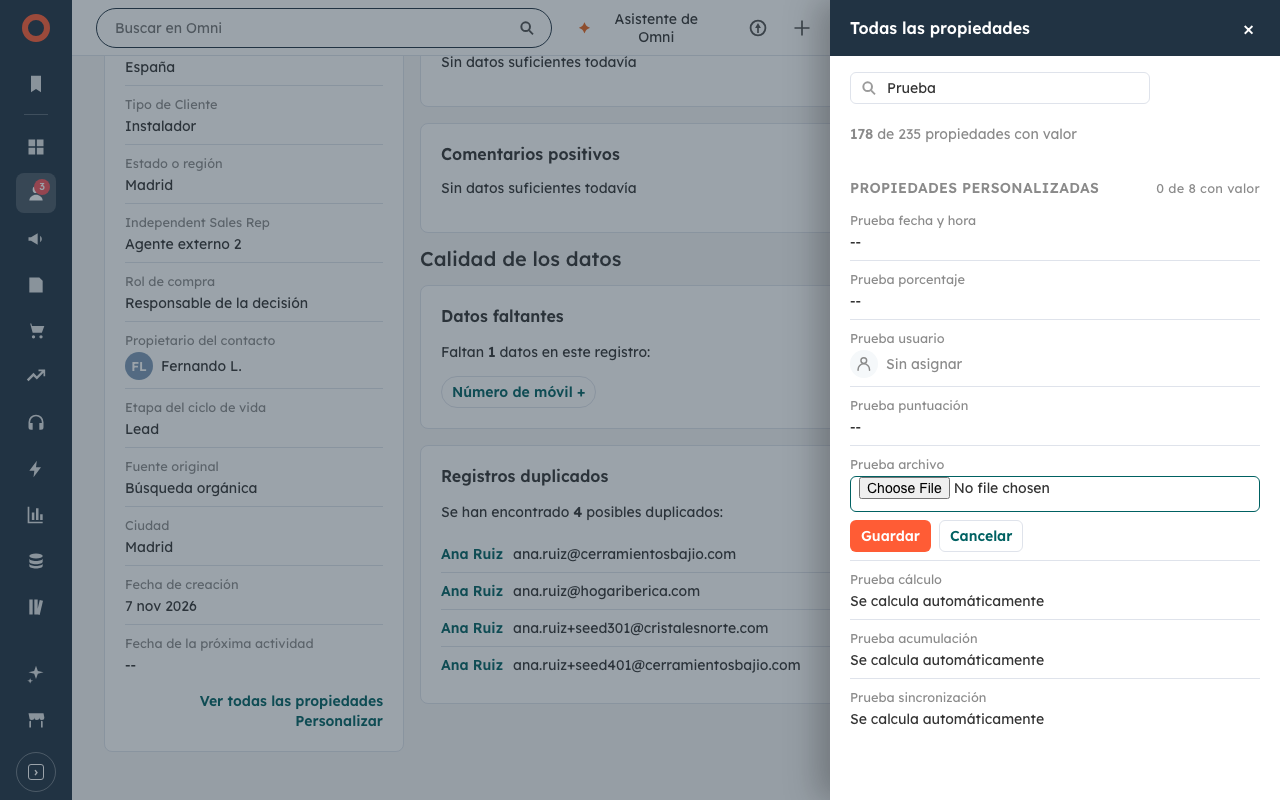 Buscar en Omni
Asistente de
Omni
3
España
Tipo de Cliente
Instalador
Estado o región
Madrid
Independent Sales Rep
Agente externo 2
Rol de compra
Responsable de la decisión
Propietario del contacto
FL Fernando L.
Etapa del ciclo de vida
Lead
Fuente original
Búsqueda orgánica
Ciudad
Madrid
Fecha de creación
7 nov 2026
Fecha de la próxima actividad
--
Ver todas las propiedades
Personalizar
Sin datos suficientes todavía
Comentarios positivos
Sin datos suficientes todavía
Calidad de los datos
Datos faltantes
Faltan 1 datos en este registro:
Número de móvil +
Registros duplicados
Se han encontrado 4 posibles duplicados:
Ana Ruiz ana.ruiz@cerramientosbajio.com
Ana Ruiz ana.ruiz@hogariberica.com
Ana Ruiz ana.ruiz+seed301@cristalesnorte.com
Ana Ruiz ana.ruiz+seed401@cerramientosbajio.com
Todas las propiedades
Prueba
178 de 235 propiedades con valor
PROPIEDADES PERSONALIZADAS 0 de 8 con valor
Prueba fecha y hora
--
Prueba porcentaje
--
Prueba usuario
Sin asignar
Prueba puntuación
--
Prueba archivo
Choose File No file chosen
Guardar Cancelar
Prueba cálculo
Se calcula automáticamente
Prueba acumulación
Se calcula automáticamente
Prueba sincronización
Se calcula automáticamente